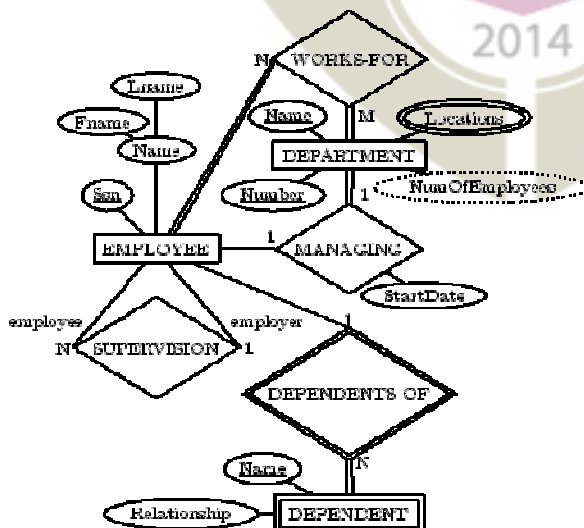 2014
N
WORKS-FOR
Lname
Fname
Name
M
Name
Locations
DEPARTMENT
Ssn
Number
NumOfEmployees
1
EMPLOYEE
1
MANAGING
StartDate
employee
employer
N
SUPERVISION
1
1
DEPENDENTS OF
N
Name
Relationship
DEPENDENT